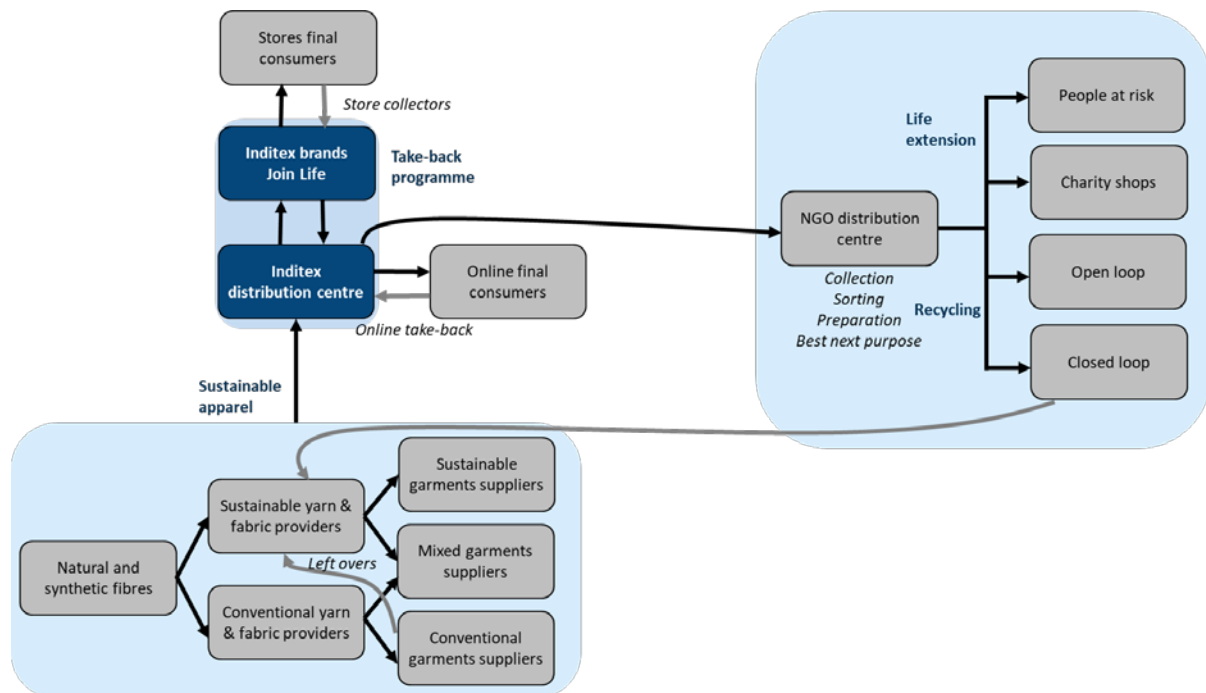 Stores final
consumers
Store collectors
Inditex brands
Join Life
Take-back
programme
Inditex
distribution centre
Online final
consumers
Online take-back
Sustainable
apparel
NGO distribution
centre
Collection
Sorting
Preparation
Best next purpose
Life
extension
Recycling
People at risk
Charity shops
Open loop
Closed loop
Natural and
synthetic fibres
Sustainable yarn &
fabric providers
Left overs
Conventional yarn
& fabric providers
Sustainable
garments suppliers
Mixed garments
suppliers
Conventional
garments suppliers